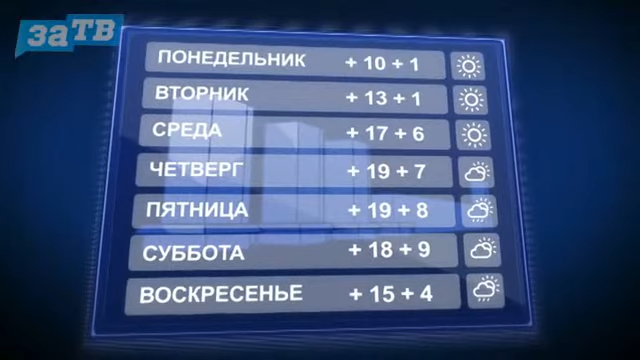 заТВ
ПОНЕДЕЛЬНИК + 10 + 1
ВТОРНИК + 13 + 1
СРЕДА + 17 + 6
ЧЕТВЕРГ + 19 + 7
ПЯТНИЦА + 19 + 8
СУББОТА + 18 + 9
ВОСКРЕСЕНЬЕ + 15 + 4